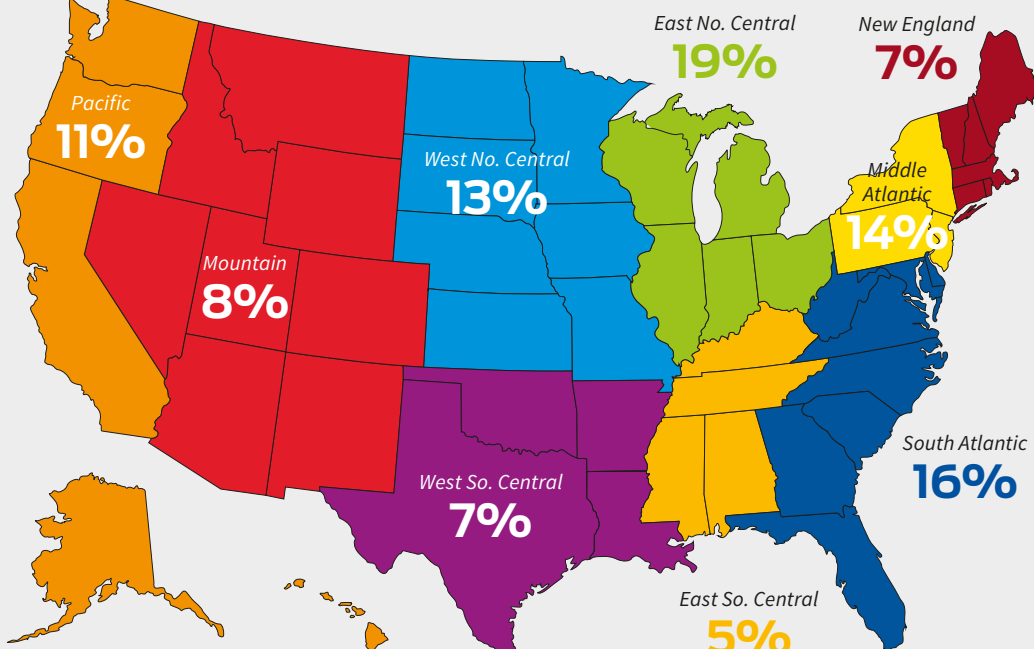 East No. Central
19%
New England
7%
Pacific
11%
West No. Central
13%
Middle
Atlantic
14%
Mountain
8%
South Atlantic
16%
West So. Central
7%
East So. Central
5%